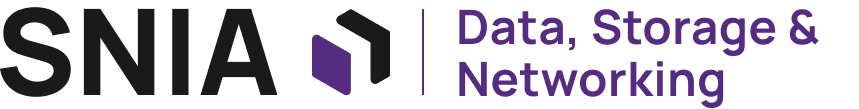 SNIA
Data, Storage &
Networking